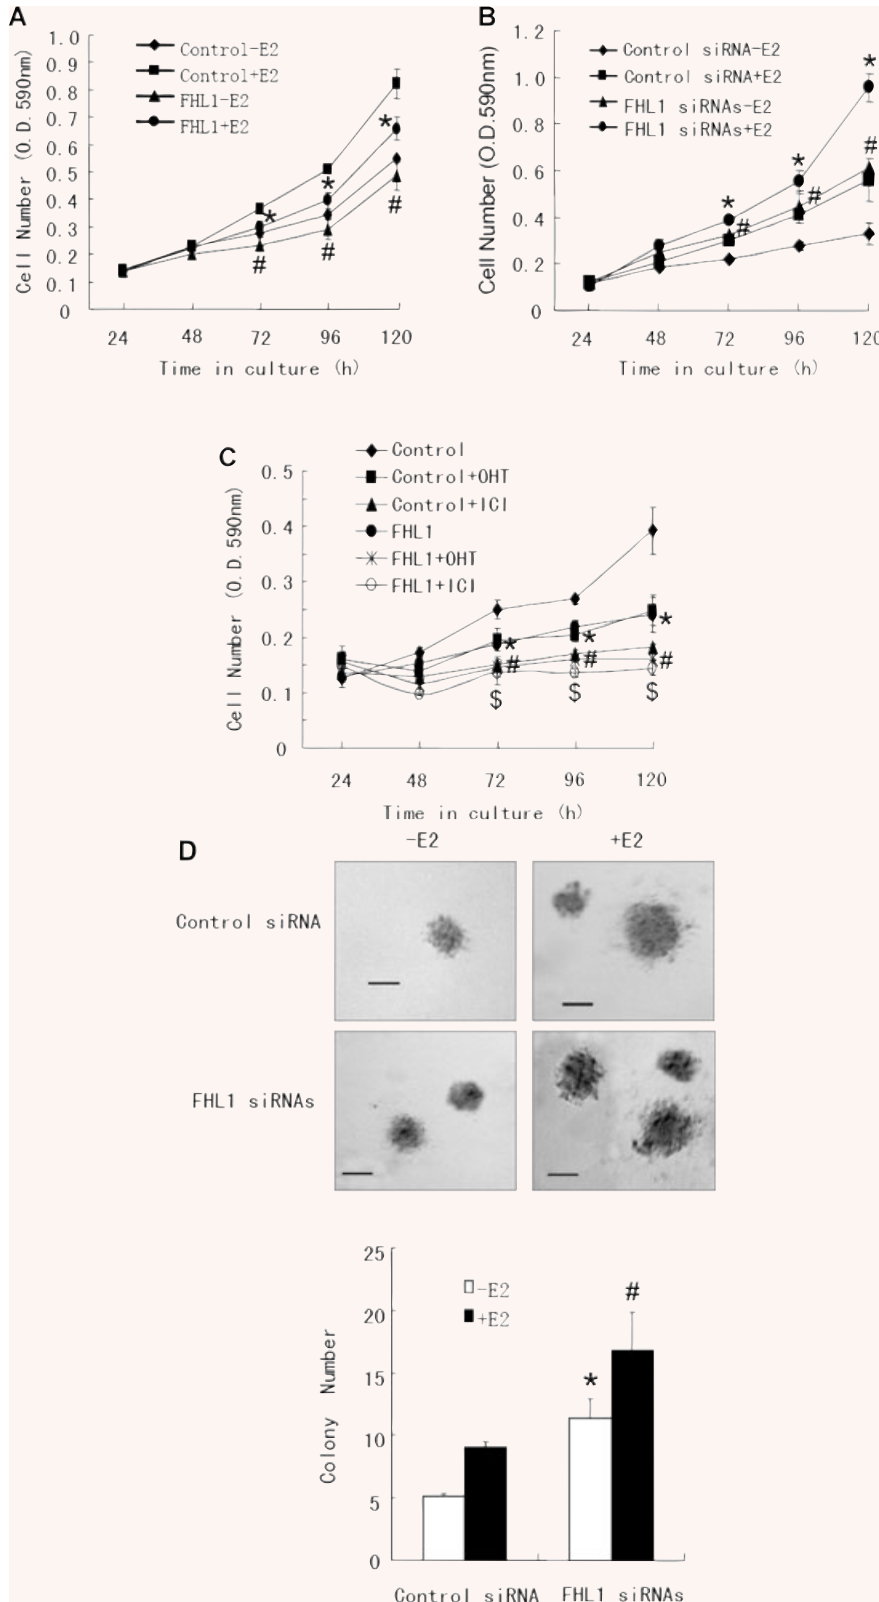 A
Cell Number (O.D.590nm)
1.0
0.9
0.8
0.7
0.6
0.5
0.4
0.3
0.2
0.1
0
Control-E2
Control+E2
FHL1-E2
FHL1+E2
*
*
*
#
#
#
24 48 72 96 120
Time in culture (h)
B
Cell Number (O.D.590nm)
1.2
1.0
0.8
0.6
0.4
0.2
0
Control siRNA-E2
Control siRNA+E2
FHL1 siRNAs-E2
FHL1 siRNAs+E2
*
*
*
#
#
#
24 48 72 96 120
Time in culture (h)
C
Cell Number (O.D.590nm)
0.5
0.4
0.3
0.2
0.1
0
Control
Control+OHT
Control+ICI
FHL1
FHL1+OHT
FHL1+ICI
* * *
# # #
$ $ $
24 48 72 96 120
Time in culture (h)
D
-E2 +E2
Control siRNA
FHL1 siRNAs
Colony Number
25
20
15
10
5
0
-E2
+E2
#
*
Control siRNA FHL1 siRNAs